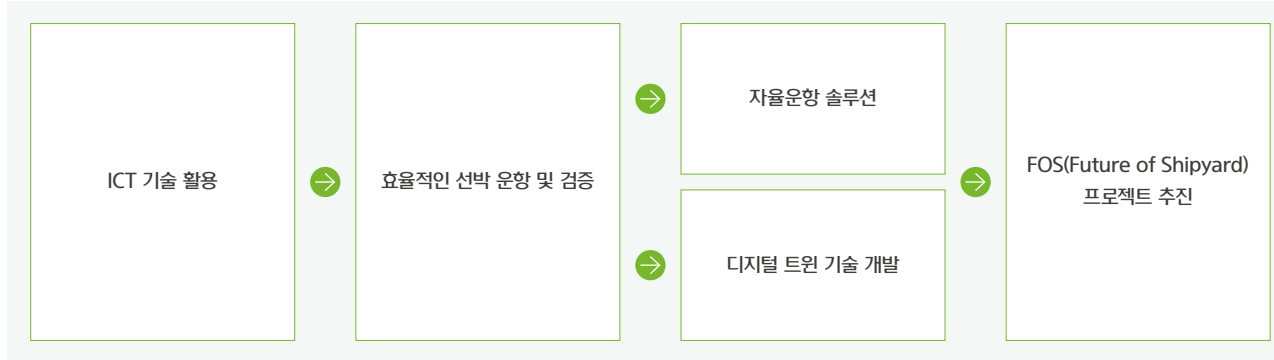 ICT 기술 활용
효율적인 선박 운항 및 검증
자율운항 솔루션
디지털 트윈 기술 개발
FOS(Future of Shipyard)
프로젝트 추진